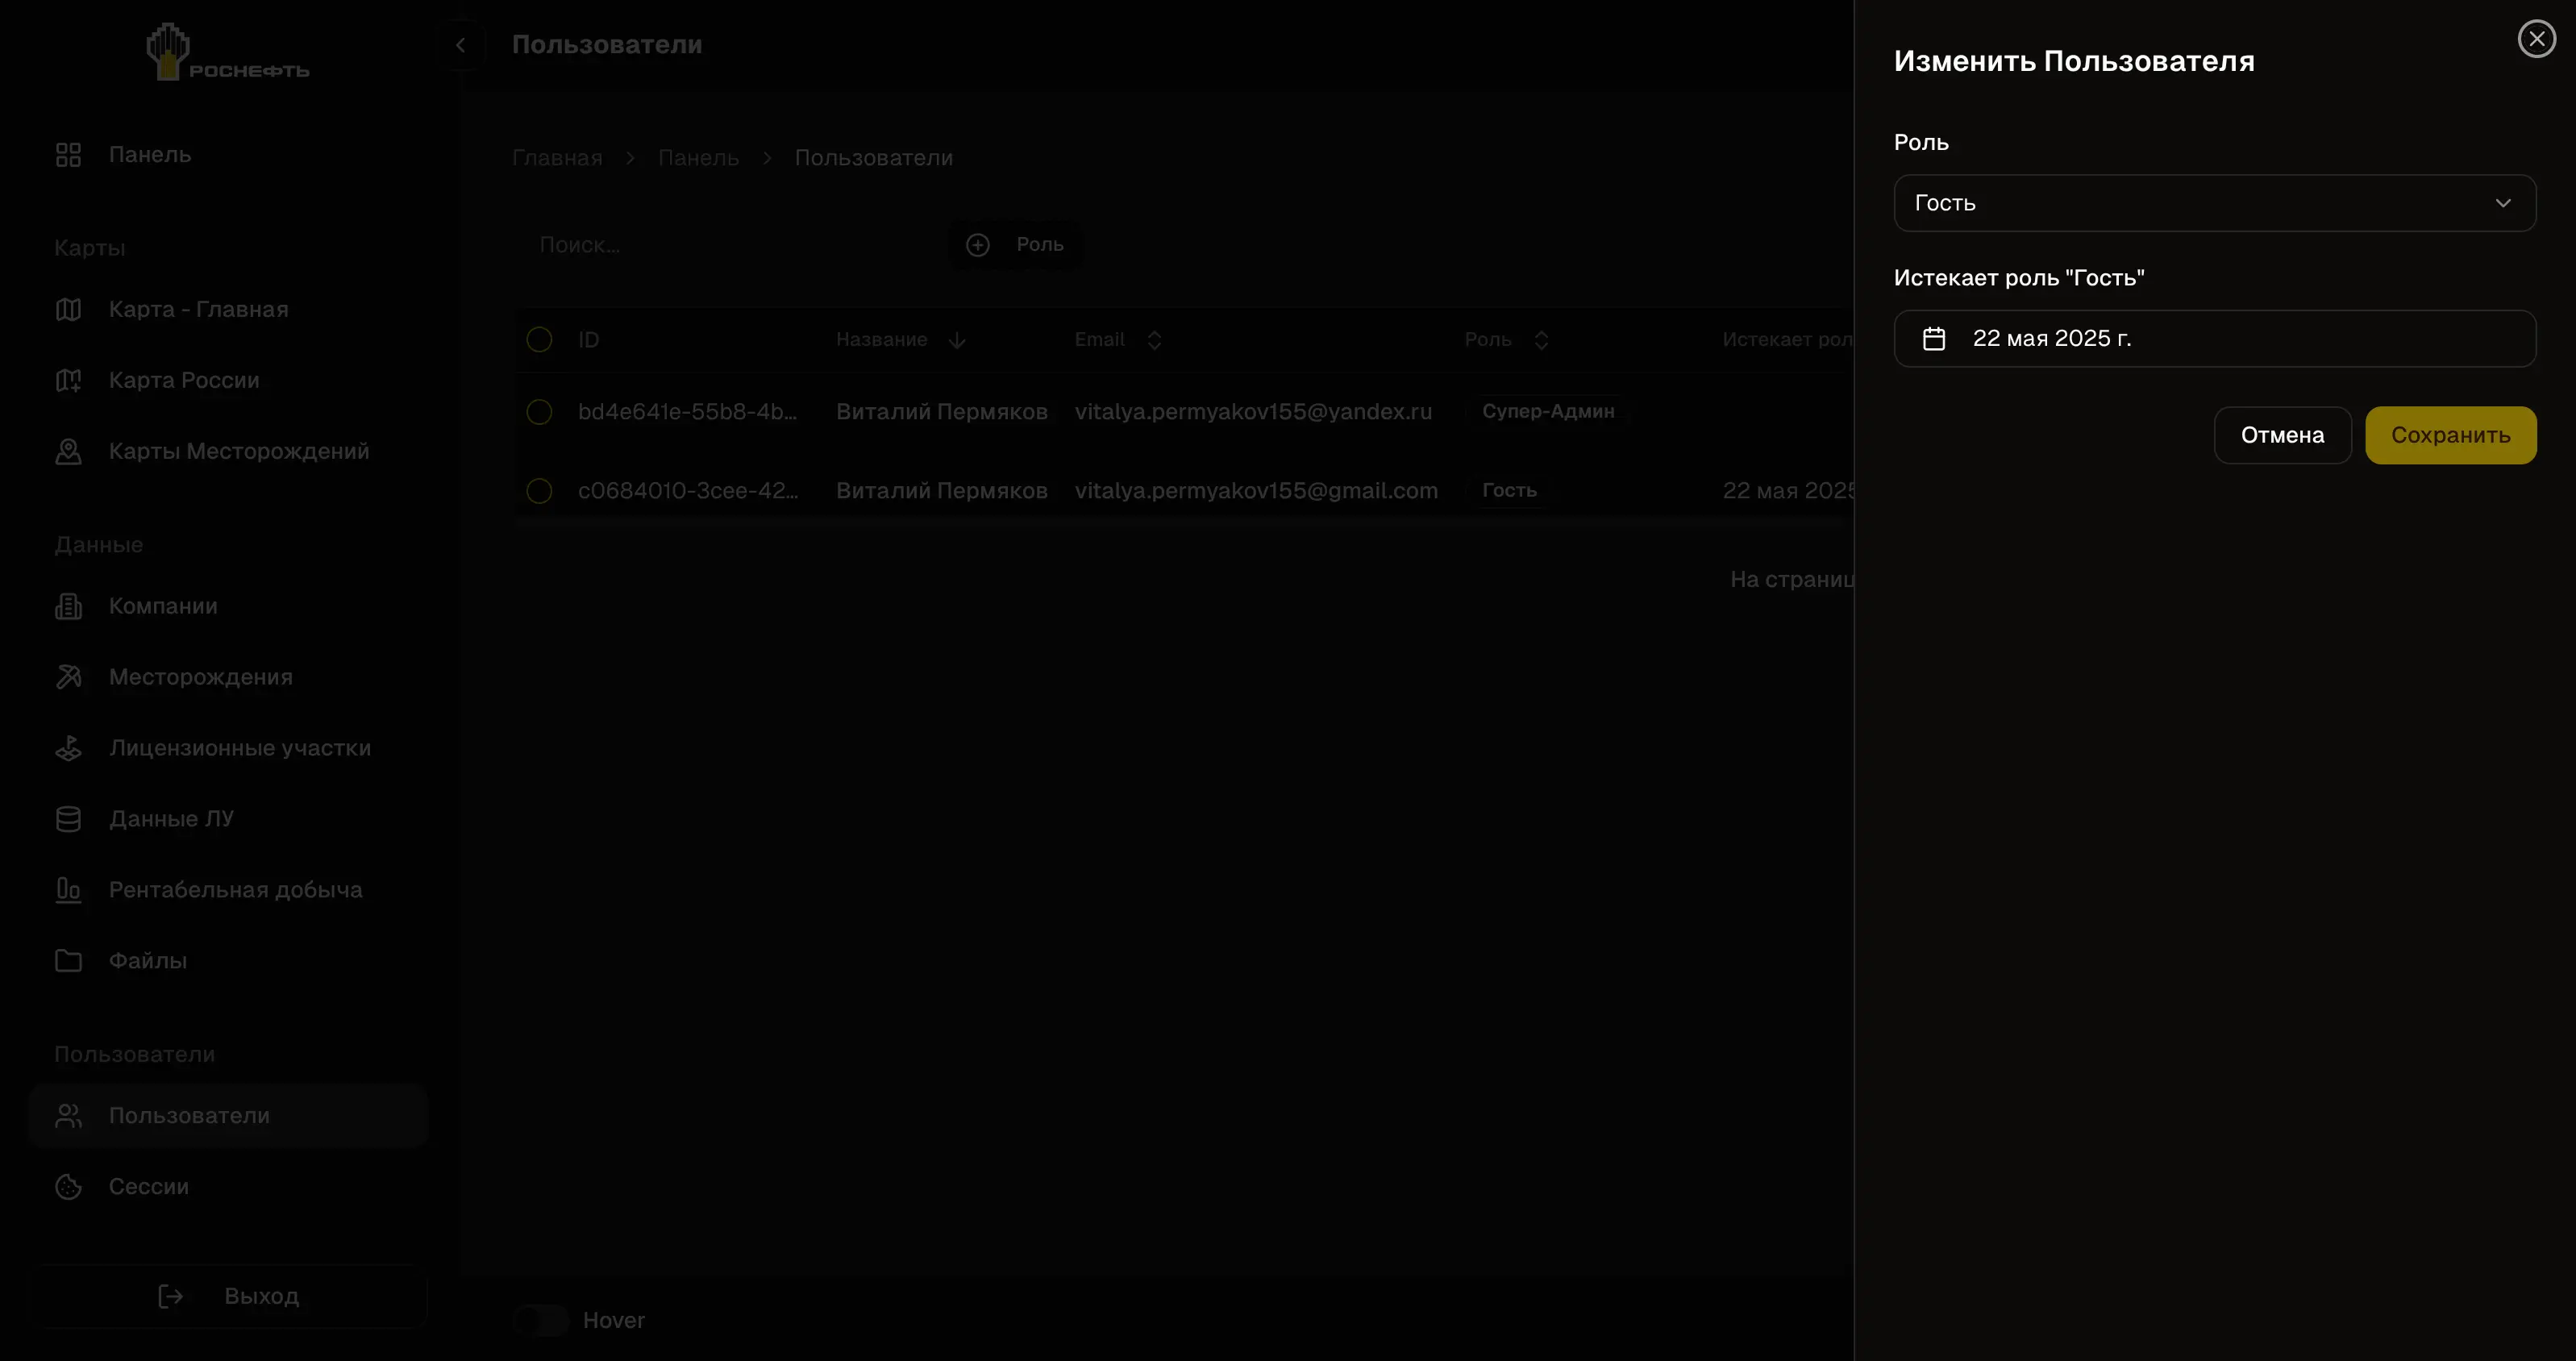 РОСНЕФТЬ
Панель
Карты
Карта - Главная
Карта России
Карты Месторождений
Данные
Компании
Месторождения
Лицензионные участки
Данные ЛУ
Рентабельная добыча
Файлы
Пользователи
Пользователи
Сессии
Выход
Пользователи
Главная > Панель > Пользователи
Поиск... Роль
ID Название Email Роль Истекает рол
bd4e641e-55b8-4b... Виталий Пермяков vitalya.permyakov155@yandex.ru Супер-Админ
c0684010-3cee-42... Виталий Пермяков vitalya.permyakov155@gmail.com Гость 22 мая 2025
На страниц
Hover
Изменить Пользователя
Роль
Гость
Истекает роль "Гость"
22 мая 2025 г.
Отмена Сохранить